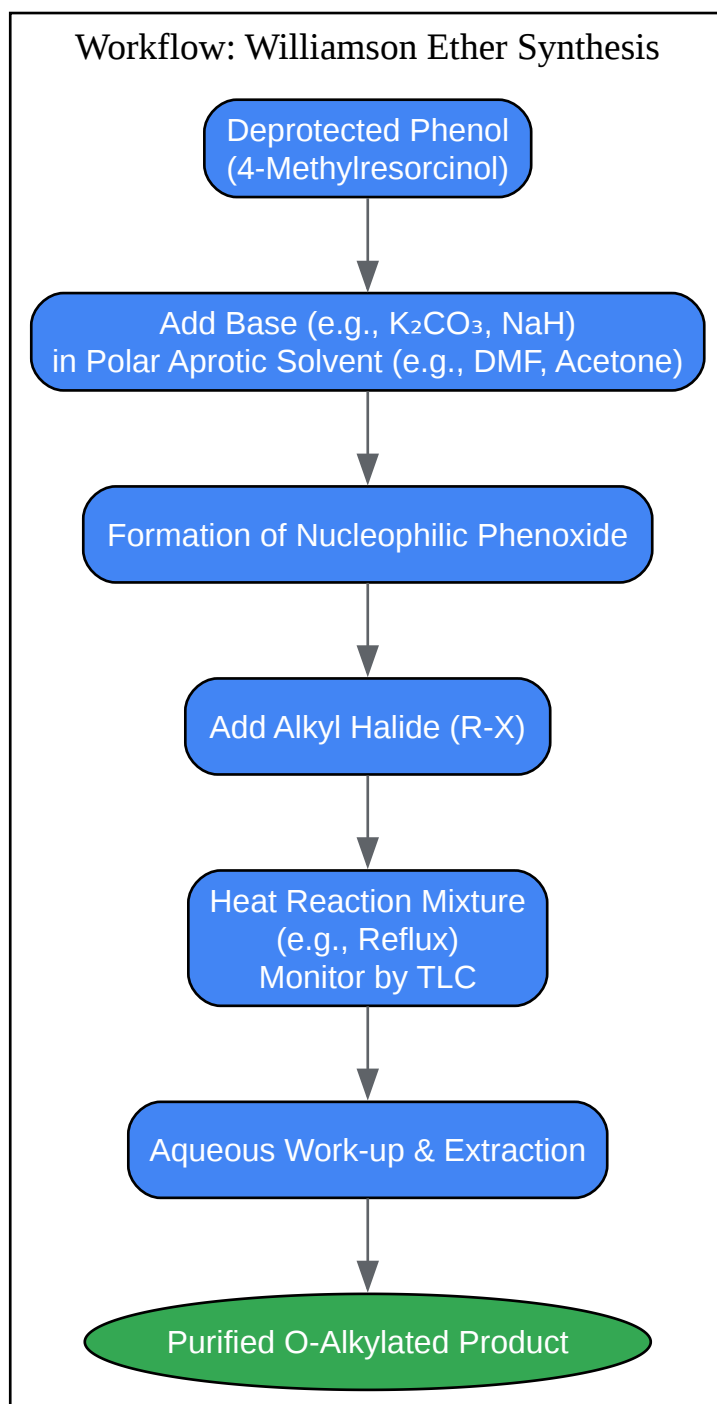 Workflow: Williamson Ether Synthesis
Deprotected Phenol
(4-Methylresorcinol)
Add Base (e.g., K₂CO₃, NaH)
in Polar Aprotic Solvent (e.g., DMF, Acetone)
Formation of Nucleophilic Phenoxide
Add Alkyl Halide (R-X)
Heat Reaction Mixture
(e.g., Reflux)
Monitor by TLC
Aqueous Work-up & Extraction
Purified O-Alkylated Product